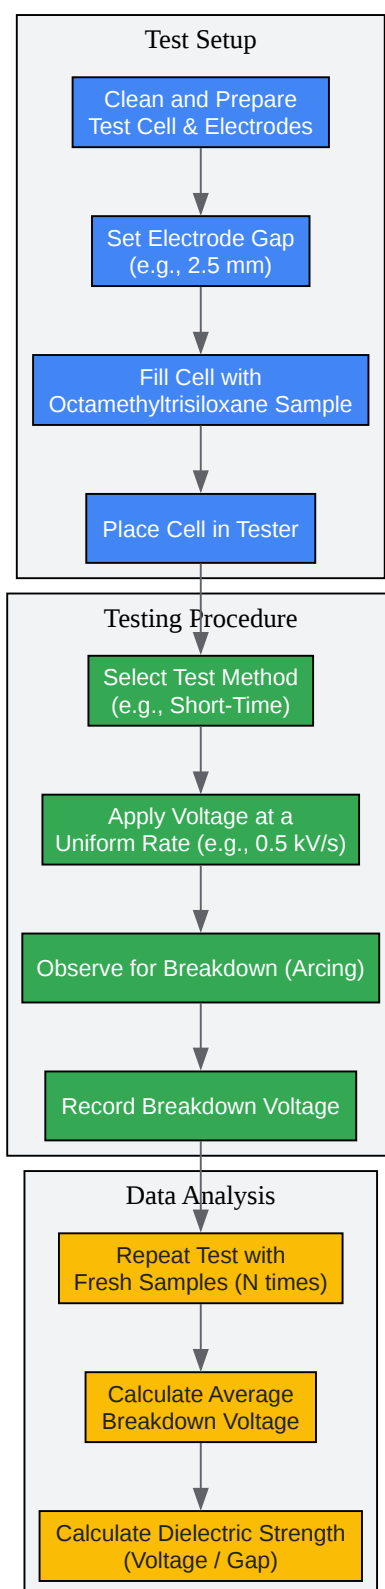 Test Setup
Clean and Prepare
Test Cell & Electrodes
Set Electrode Gap
(e.g., 2.5 mm)
Fill Cell with
Octamethyltrisiloxane Sample
Place Cell in Tester
Testing Procedure
Select Test Method
(e.g., Short-Time)
Apply Voltage at a
Uniform Rate (e.g., 0.5 kV/s)
Observe for Breakdown (Arcing)
Record Breakdown Voltage
Data Analysis
Repeat Test with
Fresh Samples (N times)
Calculate Average
Breakdown Voltage
Calculate Dielectric Strength
(Voltage / Gap)